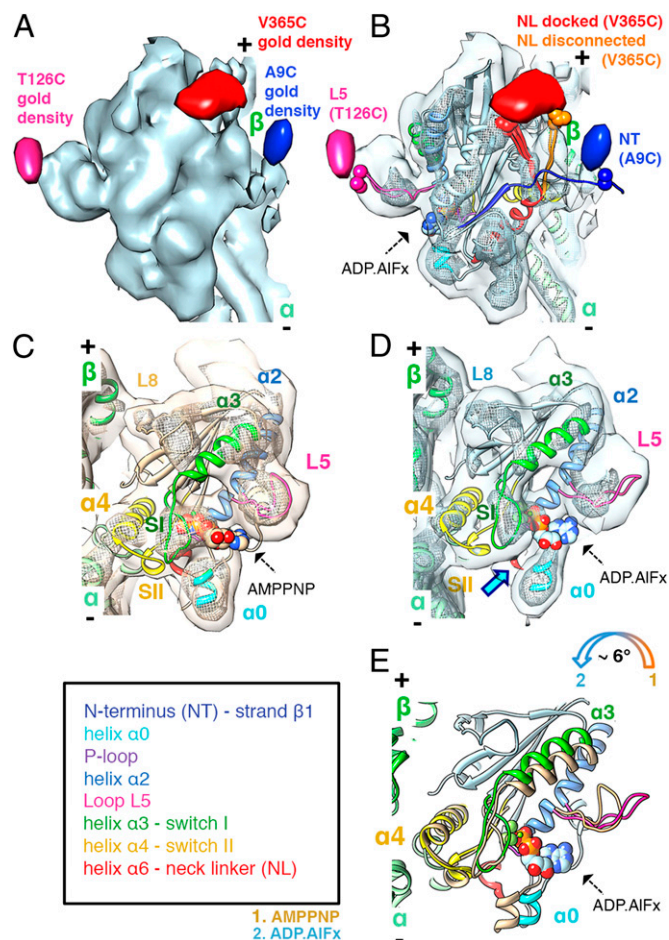 A
V365C
gold density
+
T126C
gold
density
A9C
gold
density
β
α
-
B
NL docked (V365C)
NL disconnected
(V365C)
+
L5
(T126C)
β
NT
(A9C)
ADP.AlFx
α
-
C
+
β
L8
α3
α2
L5
α4
SI
SII
α
-
AMPPNP
α0
D
+
β
L8
α3
α2
L5
α4
SI
SII
α
-
ADP.AlFx
α0
~ 6°
2
1
E
+
β
α3
α4
α
-
α0
ADP.AlFx
N-terminus (NT) - strand β1
helix α0
P-loop
helix α2
Loop L5
helix α3 - switch I
helix α4 - switch II
helix α6 - neck linker (NL)
1. AMPPNP
2. ADP.AlFx